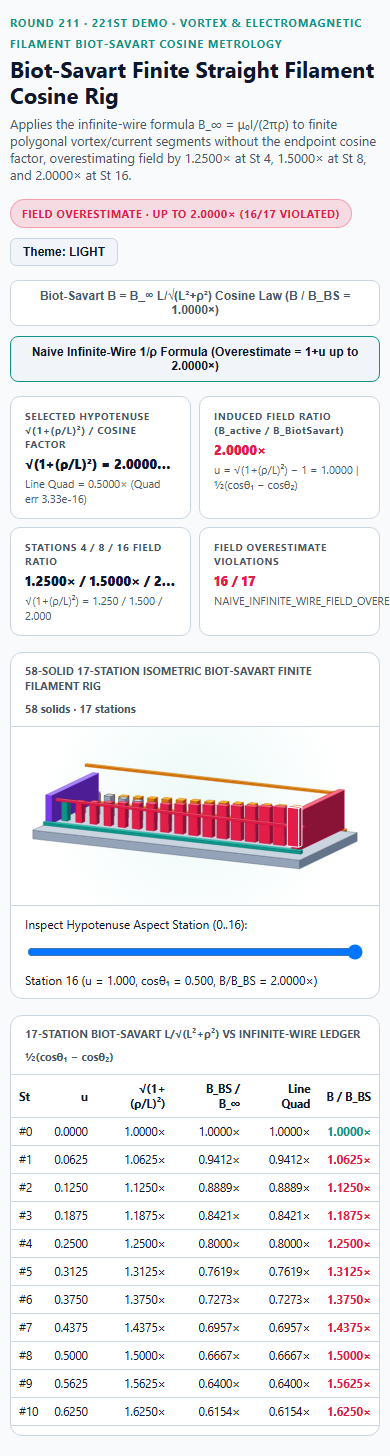 ROUND 211 · 221ST DEMO · VORTEX & ELECTROMAGNETIC
FILAMENT BIOT-SAVART COSINE METROLOGY
Biot-Savart Finite Straight Filament
Cosine Rig
Applies the infinite-wire formula B_∞ = μ₀I/(2πρ) to finite
polygonal vortex/current segments without the endpoint cosine
factor, overestimating field by 1.2500× at St 4, 1.5000× at St 8,
and 2.0000× at St 16.
FIELD OVERESTIMATE · UP TO 2.0000× (16/17 VIOLATED)
Theme: LIGHT
Biot-Savart B = B_∞ L/√(L²+ρ²) Cosine Law (B / B_BS =
1.0000×)
Naive Infinite-Wire 1/ρ Formula (Overestimate = 1+u up to
2.0000×)
SELECTED HYPOTENUSE
√(1+(ρ/L)²) / COSINE
FACTOR
√(1+(ρ/L)²) = 2.0000...
Line Quad = 0.5000× (Quad
err 3.33e-16)
INDUCED FIELD RATIO
(B_active / B_BiotSavart)
2.0000×
u = √(1+(ρ/L)²) − 1 = 1.0000 |
½(cosθ₁ − cosθ₂)
STATIONS 4 / 8 / 16 FIELD
RATIO
1.2500× / 1.5000× / 2...
√(1+(ρ/L)²) = 1.250 / 1.500 /
2.000
FIELD OVERESTIMATE
VIOLATIONS
16 / 17
NAIVE_INFINITE_WIRE_FIELD_OVERE
58-SOLID 17-STATION ISOMETRIC BIOT-SAVART FINITE
FILAMENT RIG
58 solids · 17 stations
Inspect Hypotenuse Aspect Station (0..16):
Station 16 (u = 1.000, cosθ₁ = 0.500, B/B_BS = 2.0000×)
17-STATION BIOT-SAVART L/√(L²+ρ²) VS INFINITE-WIRE LEDGER
½(cosθ₁ − cosθ₂)
St u √(1+(ρ/L)²) B_BS / B_∞ Line Quad B / B_BS
#0 0.0000 1.0000× 1.0000× 1.0000× 1.0000×
#1 0.0625 1.0625× 0.9412× 0.9412× 1.0625×
#2 0.1250 1.1250× 0.8889× 0.8889× 1.1250×
#3 0.1875 1.1875× 0.8421× 0.8421× 1.1875×
#4 0.2500 1.2500× 0.8000× 0.8000× 1.2500×
#5 0.3125 1.3125× 0.7619× 0.7619× 1.3125×
#6 0.3750 1.3750× 0.7273× 0.7273× 1.3750×
#7 0.4375 1.4375× 0.6957× 0.6957× 1.4375×
#8 0.5000 1.5000× 0.6667× 0.6667× 1.5000×
#9 0.5625 1.5625× 0.6400× 0.6400× 1.5625×
#10 0.6250 1.6250× 0.6154× 0.6154× 1.6250×